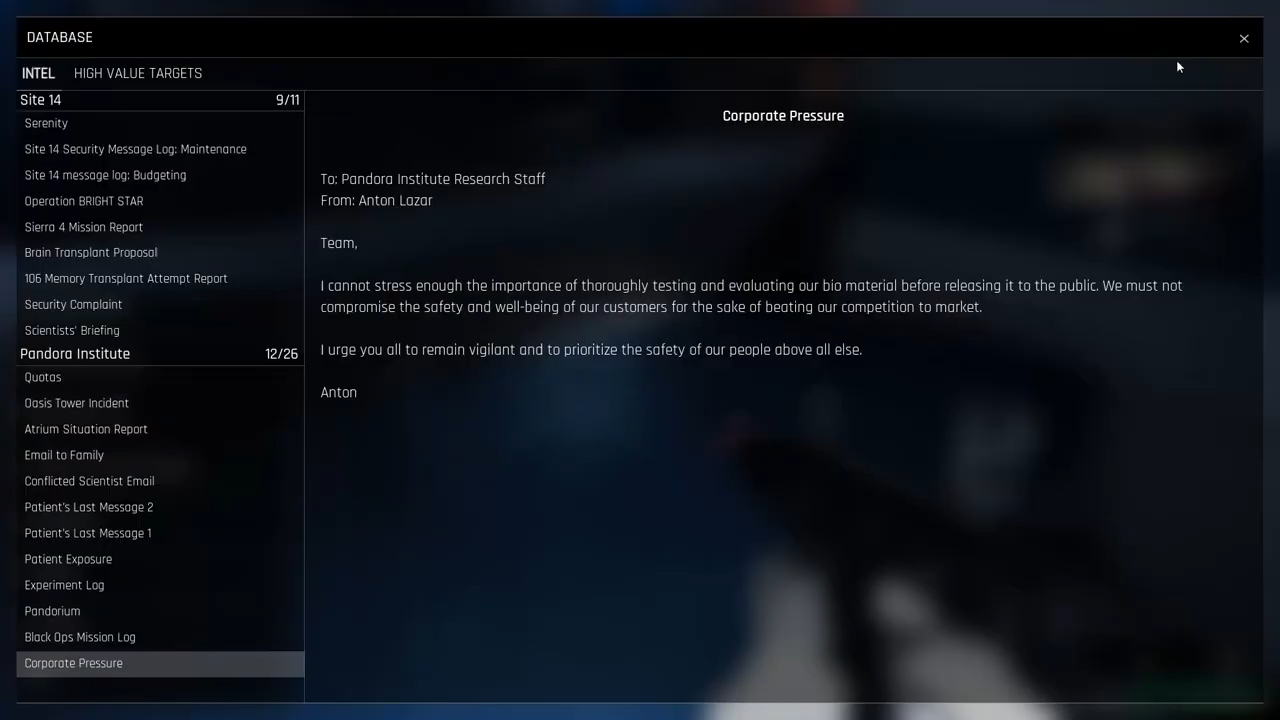 DATABASE
INTEL HIGH VALUE TARGETS
Site 14 9/11
Serenity
Site 14 Security Message Log: Maintenance
Site 14 message log: Budgeting
Operation BRIGHT STAR
Sierra 4 Mission Report
Brain Transplant Proposal
106 Memory Transplant Attempt Report
Security Complaint
Scientists' Briefing
Pandora Institute 12/26
Quotas
Oasis Tower Incident
Atrium Situation Report
Email to Family
Conflicted Scientist Email
Patient's Last Message 2
Patient's Last Message 1
Patient Exposure
Experiment Log
Pandorium
Black Ops Mission Log
Corporate Pressure
Corporate Pressure
To: Pandora Institute Research Staff
From: Anton Lazar
Team,
I cannot stress enough the importance of thoroughly testing and evaluating our bio material before releasing it to the public. We must not
compromise the safety and well-being of our customers for the sake of beating our competition to market.
I urge you all to remain vigilant and to prioritize the safety of our people above all else.
Anton